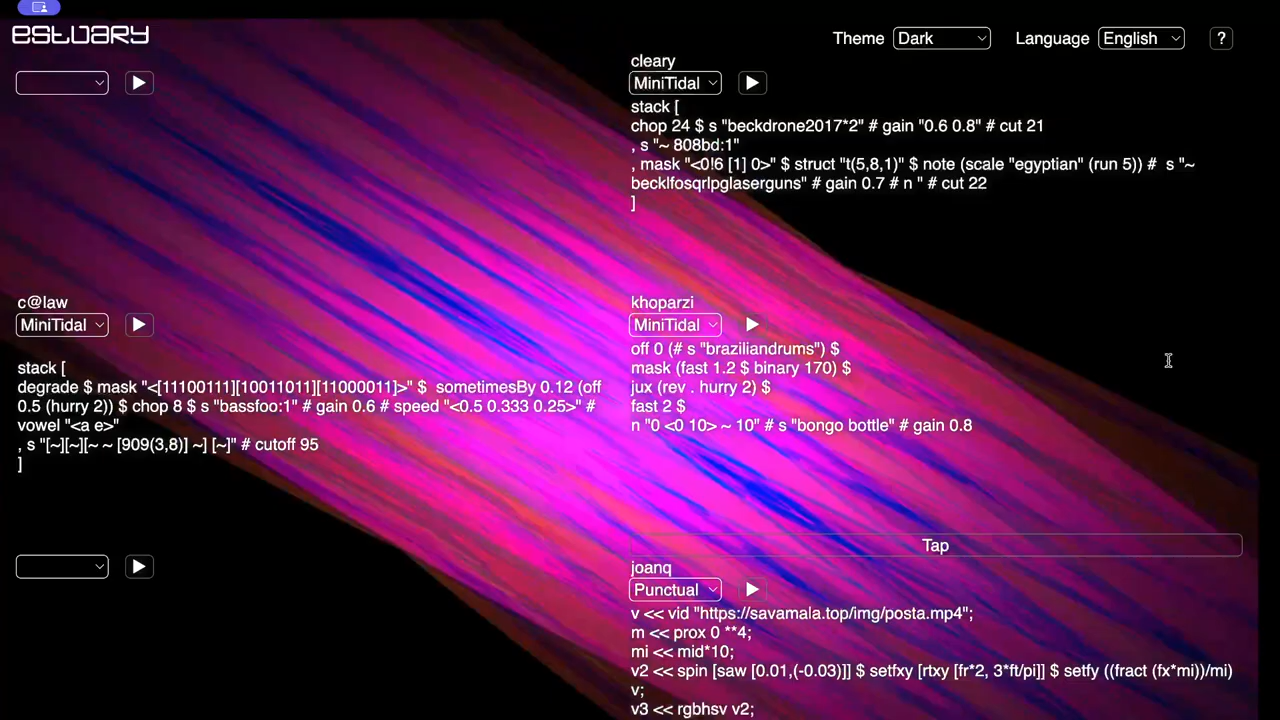 estuary
Theme Dark Language English ?
cleary
MiniTidal
stack [
chop 24 $ s "beckdrone2017*2" # gain "0.6 0.8" # cut 21
, s "~ 808bd:1"
, mask "<0!6 [1] 0>" $ struct "t(5,8,1)" $ note (scale "egyptian" (run 5)) # s "~
becklfosqrlpglaserguns" # gain 0.7 # n " # cut 22
]
c@law
MiniTidal
stack [
degrade $ mask "<[11100111][10011011][11000011]>" $ sometimesBy 0.12 (off
0.5 (hurry 2)) $ chop 8 $ s "bassfoo:1" # gain 0.6 # speed "<0.5 0.333 0.25>" #
vowel "<a e>"
, s "[~][~][~ ~ [909(3,8)] ~] [~]" # cutoff 95
]
khoparzi
MiniTidal
off 0 (# s "braziliandrums") $
mask (fast 1.2 $ binary 170) $
jux (rev . hurry 2) $
fast 2 $
n "0 <0 10> ~ 10" # s "bongo bottle" # gain 0.8
Tap
joanq
Punctual
v << vid "https://savamala.top/img/posta.mp4";
m << prox 0 **4;
mi << mid*10;
v2 << spin [saw [0.01,(-0.03)]] $ setfxy [rtxy [fr*2, 3*ft/pi]] $ setfy ((fract (fx*mi))/mi)
v;
v3 << rgbhsv v2;